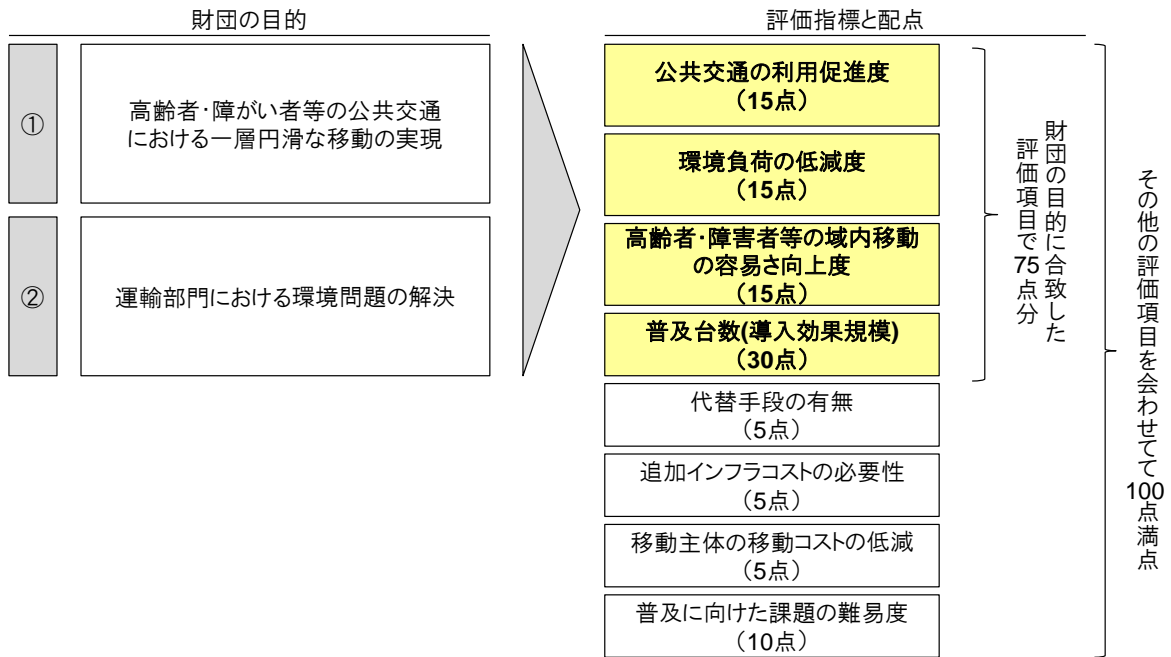 財団の目的
①
高齢者・障がい者等の公共交通
における一層円滑な移動の実現
②
運輸部門における環境問題の解決
評価指標と配点
公共交通の利用促進度
（15点）
環境負荷の低減度
（15点）
高齢者・障害者等の域内移動
の容易さ向上度
（15点）
普及台数(導入効果規模)
（30点）
代替手段の有無
（5点）
追加インフラコストの必要性
（5点）
移動主体の移動コストの低減
（5点）
普及に向けた課題の難易度
（10点）
財団の目的に合致した
評価項目で75点分
その他の評価項目を会わせてて100点満点